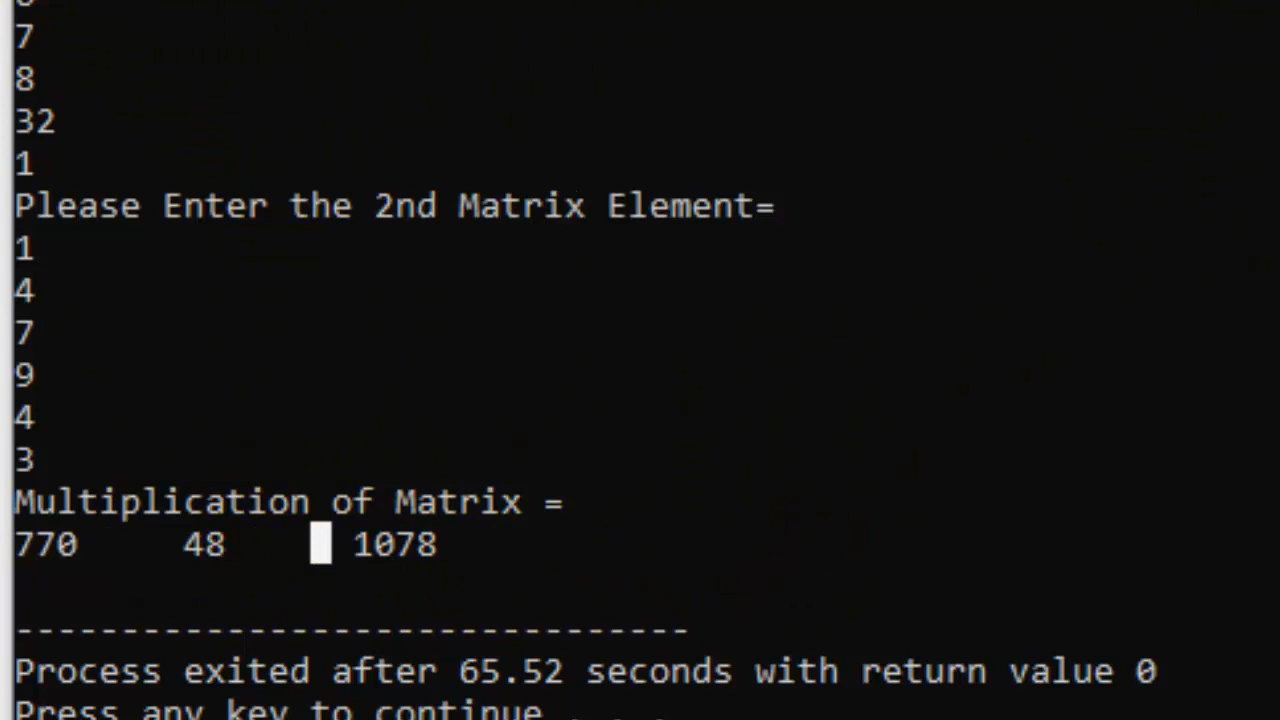 7
8
32
1
Please Enter the 2nd Matrix Element=
1
4
7
9
4
3
Multiplication of Matrix =
770 48 1078
--------------------------------
Process exited after 65.52 seconds with return value 0
Press any key to continue . . .